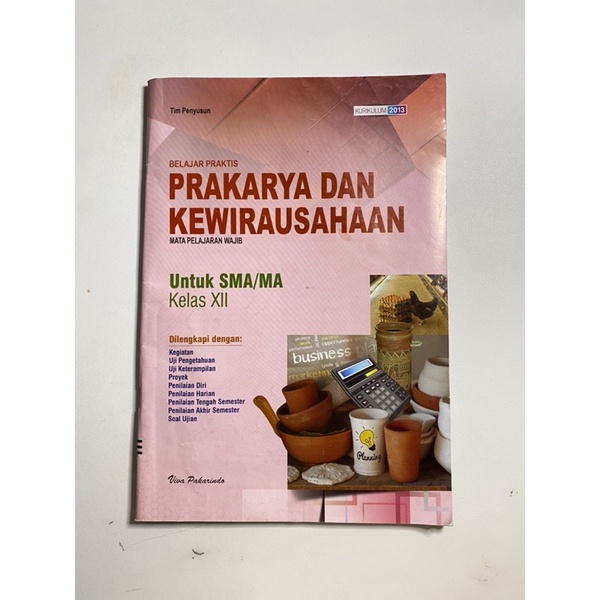 Tim Penyusun
KURIKULUM 2013
BELAJAR PRAKTIS
PRAKARYA DAN
KEWIRAUSAHAAN
MATA PELAJARAN WAJIB
Untuk SMA/MA
Kelas XII
Dilengkapi dengan:
Kegiatan
Uji Pengetahuan
Uji Keterampilan
Proyek
Penilaian Diri
Penilaian Harian
Penilaian Tengah Semester
Penilaian Akhir Semester
Soal Ujian
business
Planning
Viva Pakarindo